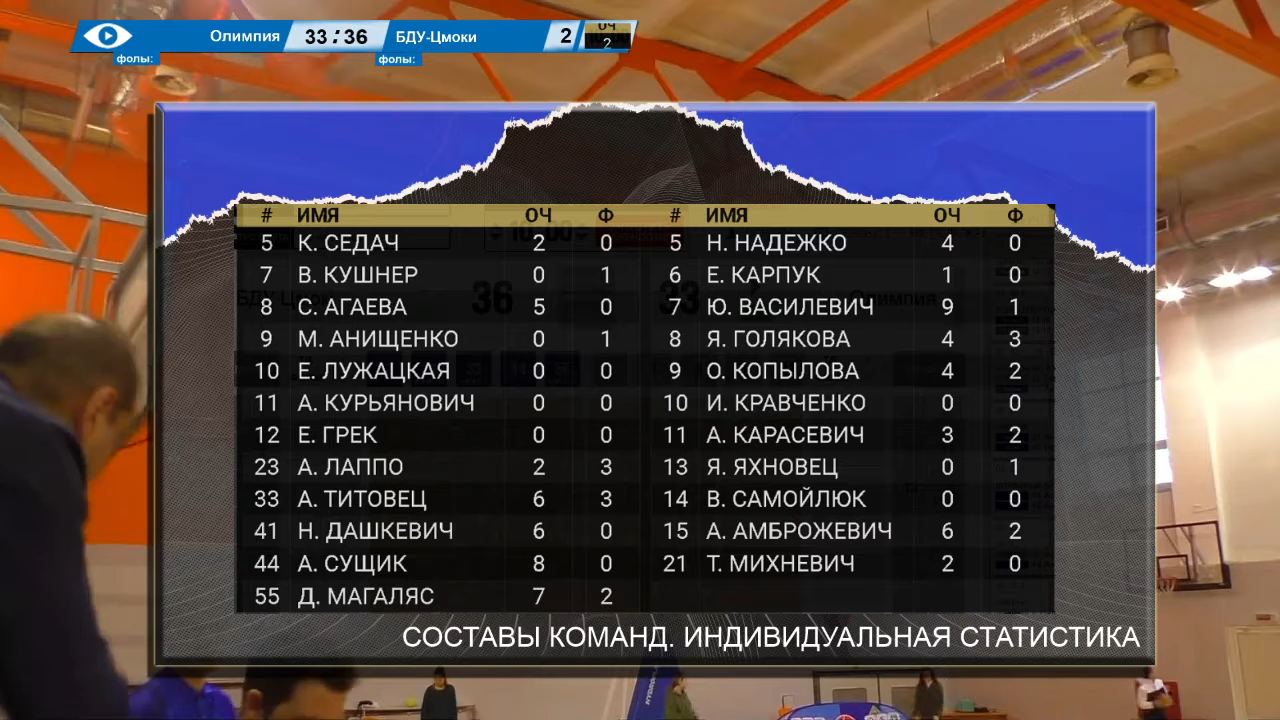 Олимпия 33:36 БДУ-Цмоки 2 ОЧ
2
фолы: фолы:
# ИМЯ ОЧ Ф # ИМЯ ОЧ Ф
5 К. СЕДАЧ 2 0 5 Н. НАДЕЖКО 4 0
7 В. КУШНЕР 0 1 6 Е. КАРПУК 1 0
8 С. АГАЕВА 5 0 7 Ю. ВАСИЛЕВИЧ 9 1
9 М. АНИЩЕНКО 0 1 8 Я. ГОЛЯКОВА 4 3
10 Е. ЛУЖАЦКАЯ 0 0 9 О. КОПЫЛОВА 4 2
11 А. КУРЬЯНОВИЧ 0 0 10 И. КРАВЧЕНКО 0 0
12 Е. ГРЕК 0 0 11 А. КАРАСЕВИЧ 3 2
23 А. ЛАППО 2 3 13 Я. ЯХНОВЕЦ 0 1
33 А. ТИТОВЕЦ 6 3 14 В. САМОЙЛЮК 0 0
41 Н. ДАШКЕВИЧ 6 0 15 А. АМБРОЖЕВИЧ 6 2
44 А. СУЩИК 8 0 21 Т. МИХНЕВИЧ 2 0
55 Д. МАГАЛЯС 7 2
СОСТАВЫ КОМАНД. ИНДИВИДУАЛЬНАЯ СТАТИСТИКА